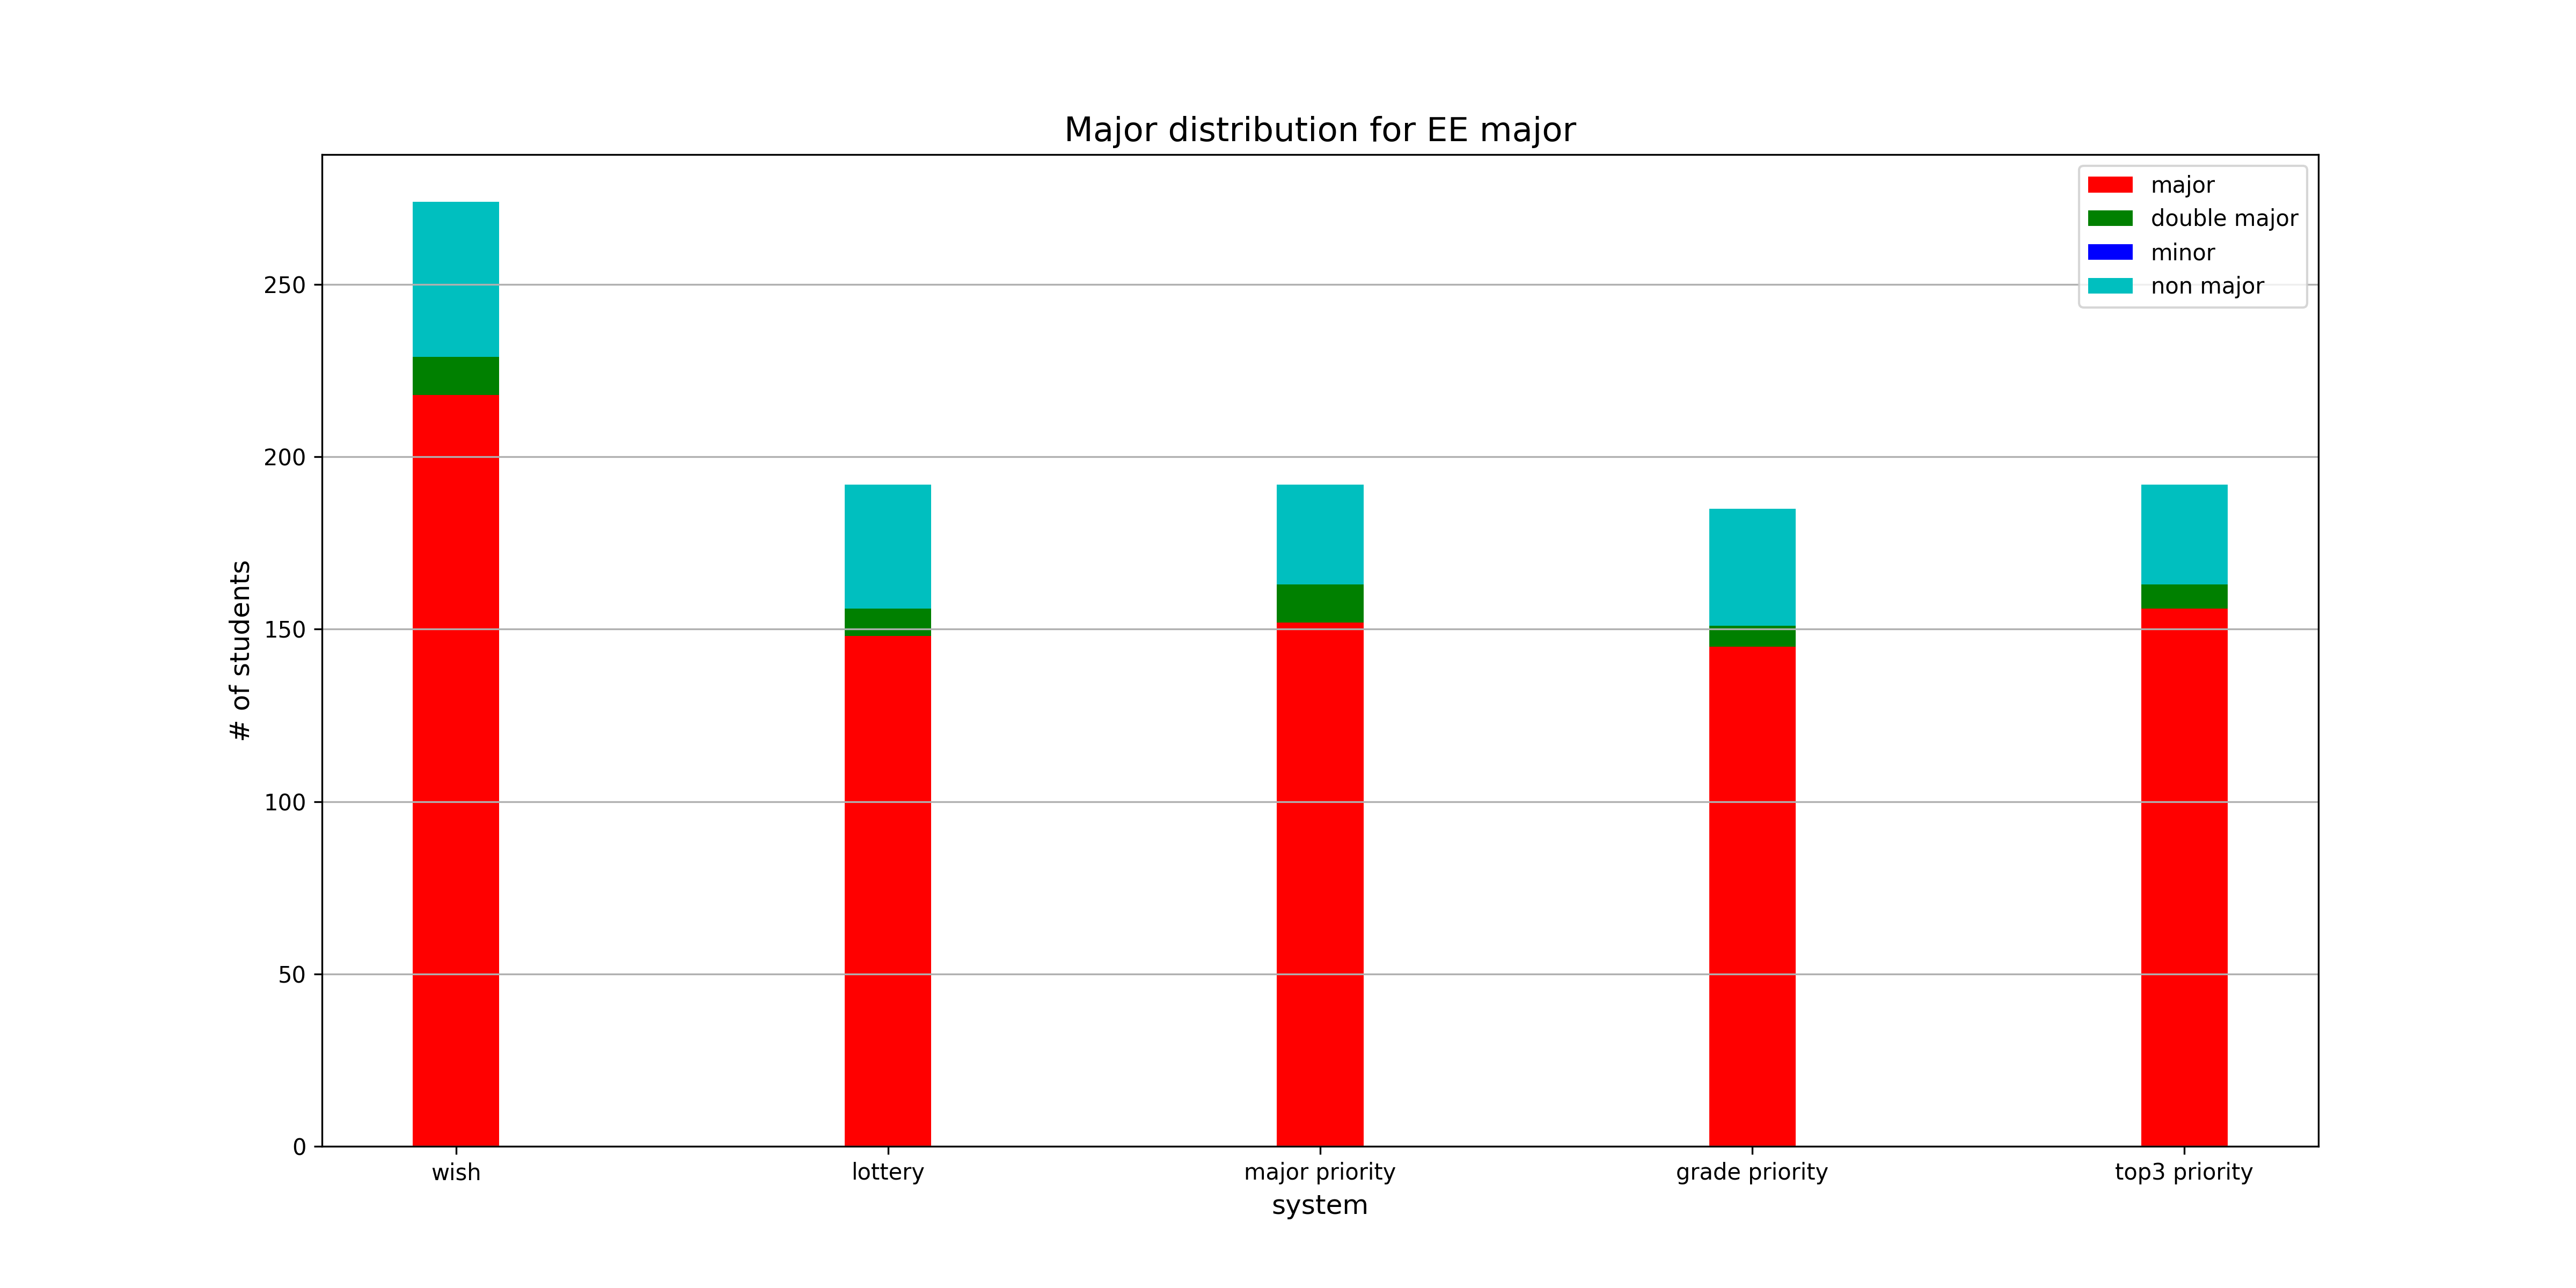 Major distribution for EE major
major
double major
minor
non major
250
200
150
100
50
0
# of students
wish
lottery
major priority
grade priority
top3 priority
system